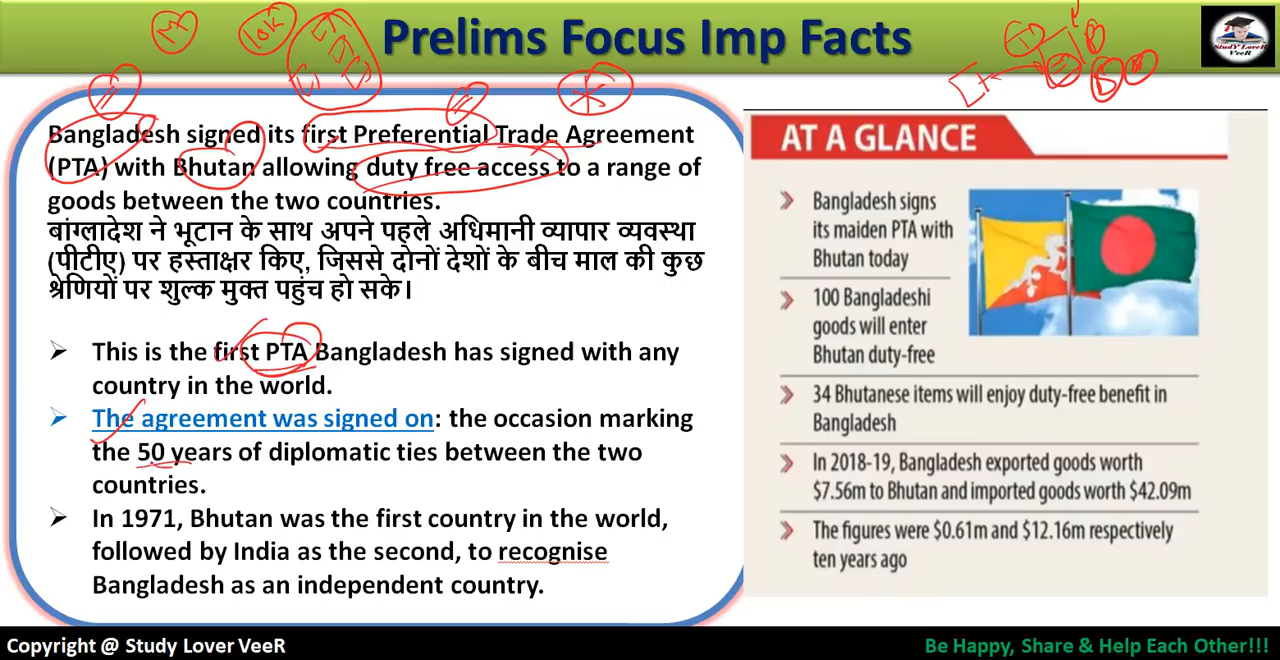 Prelims Focus Imp Facts
STUDY LOVER
VEER
Bangladesh signed its first Preferential Trade Agreement
(PTA) with Bhutan allowing duty free access to a range of
goods between the two countries.
बांग्लादेश ने भूटान के साथ अपने पहले अधिमानी व्यापार व्यवस्था
(पीटीए) पर हस्ताक्षर किए, जिससे दोनों देशों के बीच माल की कुछ
श्रेणियों पर शुल्क मुक्त पहुंच हो सके।
This is the first PTA Bangladesh has signed with any
country in the world.
The agreement was signed on: the occasion marking
the 50 years of diplomatic ties between the two
countries.
In 1971, Bhutan was the first country in the world,
followed by India as the second, to recognise
Bangladesh as an independent country.
AT A GLANCE
Bangladesh signs
its maiden PTA with
Bhutan today
100 Bangladeshi
goods will enter
Bhutan duty-free
34 Bhutanese items will enjoy duty-free benefit in
Bangladesh
In 2018-19, Bangladesh exported goods worth
$7.56m to Bhutan and imported goods worth $42.09m
The figures were $0.61m and $12.16m respectively
ten years ago
Copyright @ Study Lover VeeR
Be Happy, Share & Help Each Other!!!